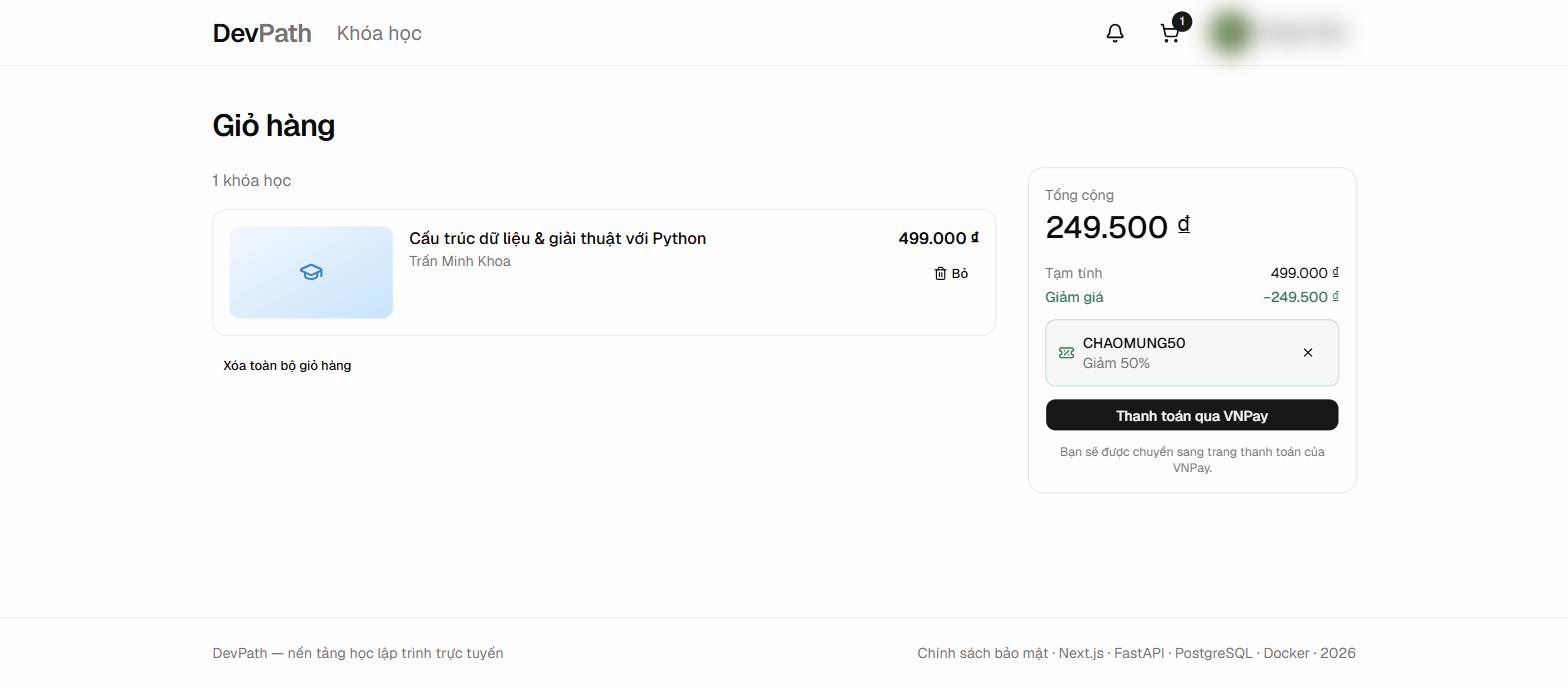 DevPath Khóa học
1
Giỏ hàng
1 khóa học
Cấu trúc dữ liệu & giải thuật với Python
Trần Minh Khoa
499.000 ₫
Bỏ
Xóa toàn bộ giỏ hàng
Tổng cộng
249.500 ₫
Tạm tính 499.000 ₫
Giảm giá −249.500 ₫
CHAOMUNG50
Giảm 50%
Thanh toán qua VNPay
Bạn sẽ được chuyển sang trang thanh toán của
VNPay.
DevPath — nền tảng học lập trình trực tuyến
Chính sách bảo mật · Next.js · FastAPI · PostgreSQL · Docker · 2026